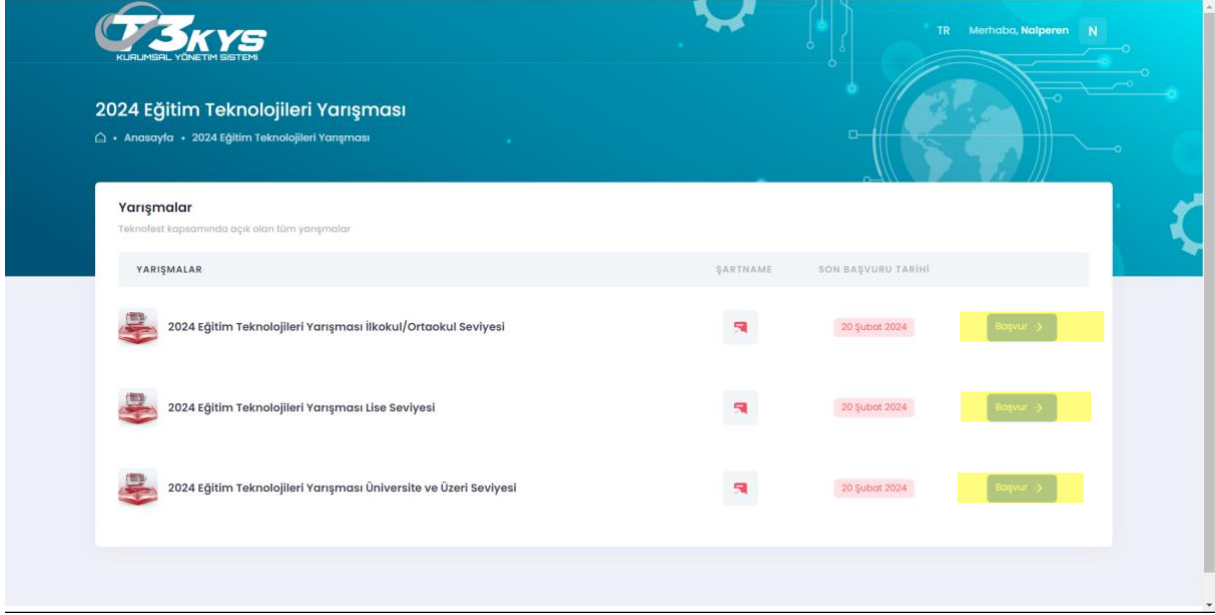 T3KYS
KURUMSAL YÖNETİM SİSTEMİ
TR Merhaba, Nalperen N
2024 Eğitim Teknolojileri Yarışması
Anasayfa • 2024 Eğitim Teknolojileri Yarışması
Yarışmalar
Teknofest kapsamında açık olan tüm yarışmalar
YARIŞMALAR ŞARTNAME SON BAŞVURU TARİHİ
2024 Eğitim Teknolojileri Yarışması İlkokul/Ortaokul Seviyesi 20 Şubat 2024 Başvur →
2024 Eğitim Teknolojileri Yarışması Lise Seviyesi 20 Şubat 2024 Başvur →
2024 Eğitim Teknolojileri Yarışması Üniversite ve Üzeri Seviyesi 20 Şubat 2024 Başvur →